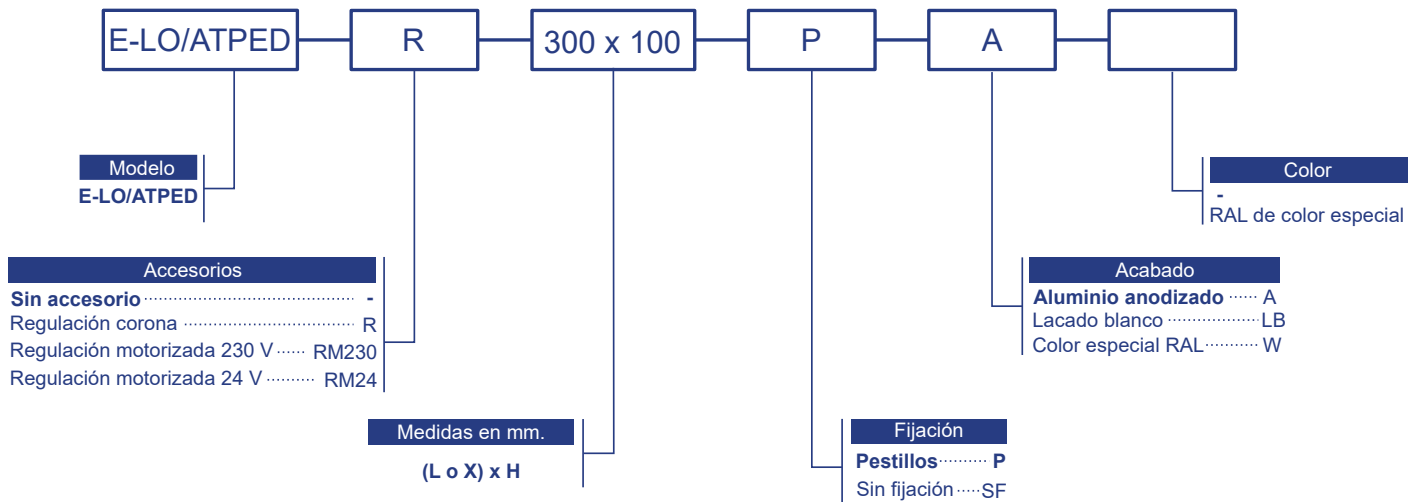 E-LO/ATPED R 300 x 100 P A
Modelo
E-LO/ATPED
Color
-
RAL de color especial
Accesorios
Sin accesorio -
Regulación corona R
Regulación motorizada 230 V RM230
Regulación motorizada 24 V RM24
Acabado
Aluminio anodizado A
Lacado blanco LB
Color especial RAL W
Medidas en mm.
(L o X) x H
Fijación
Pestillos P
Sin fijación SF